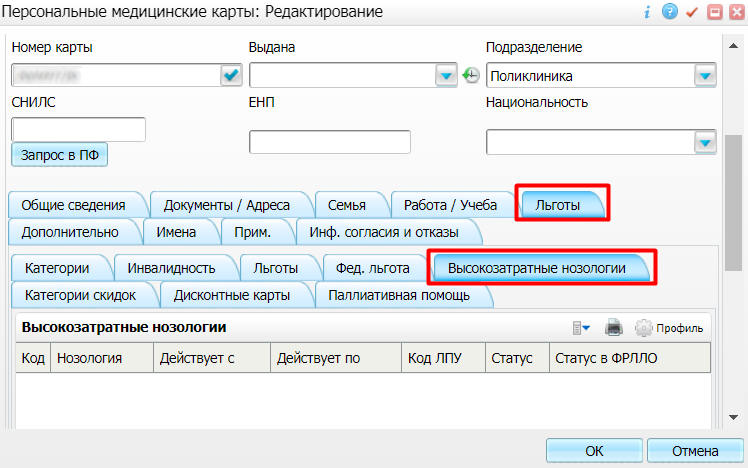 Персональные медицинские карты: Редактирование
Номер карты Выдана Подразделение
Поликлиника
СНИЛС ЕНП Национальность
Запрос в ПФ
Общие сведения Документы / Адреса Семья Работа / Учеба Льготы
Дополнительно Имена Прим. Инф. согласия и отказы
Категории Инвалидность Льготы Фед. льгота Высокозатратные нозологии
Категории скидок Дисконтные карты Паллиативная помощь
Высокозатратные нозологии Профиль
Код Нозология Действует с Действует по Код ЛПУ Статус Статус в ФРЛЛО
ОК Отмена